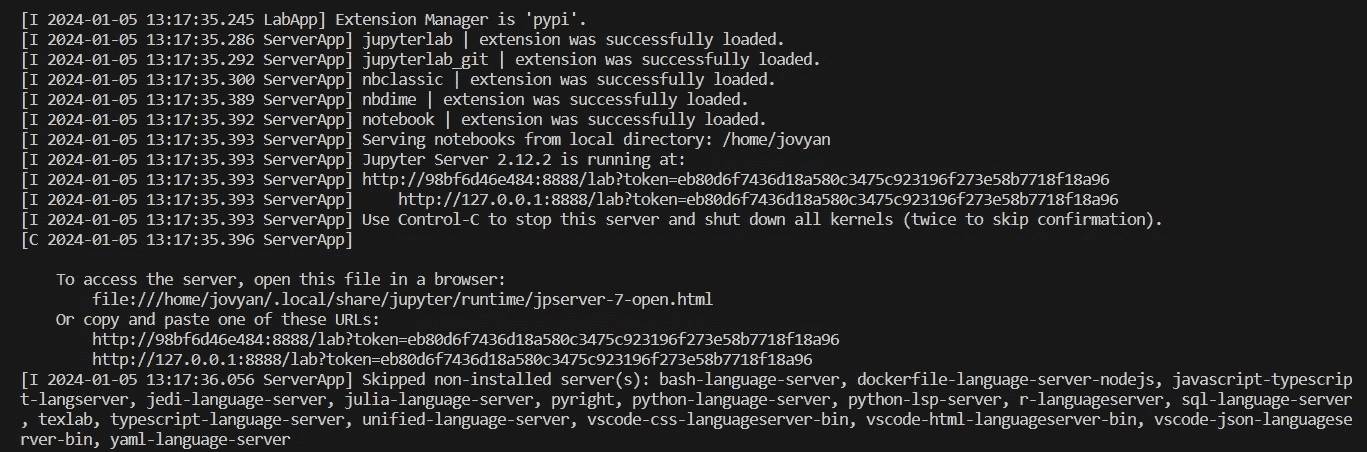 [I 2024-01-05 13:17:35.245 LabApp] Extension Manager is 'pypi'.
[I 2024-01-05 13:17:35.286 ServerApp] jupyterlab | extension was successfully loaded.
[I 2024-01-05 13:17:35.292 ServerApp] jupyterlab_git | extension was successfully loaded.
[I 2024-01-05 13:17:35.300 ServerApp] nbclassic | extension was successfully loaded.
[I 2024-01-05 13:17:35.389 ServerApp] nbdime | extension was successfully loaded.
[I 2024-01-05 13:17:35.392 ServerApp] notebook | extension was successfully loaded.
[I 2024-01-05 13:17:35.393 ServerApp] Serving notebooks from local directory: /home/jovyan
[I 2024-01-05 13:17:35.393 ServerApp] Jupyter Server 2.12.2 is running at:
[I 2024-01-05 13:17:35.393 ServerApp] http://98bf6d46e484:8888/lab?token=eb80d6f7436d18a580c3475c923196f273e58b7718f18a96
[I 2024-01-05 13:17:35.393 ServerApp]     http://127.0.0.1:8888/lab?token=eb80d6f7436d18a580c3475c923196f273e58b7718f18a96
[I 2024-01-05 13:17:35.393 ServerApp] Use Control-C to stop this server and shut down all kernels (twice to skip confirmation).
[C 2024-01-05 13:17:35.396 ServerApp]
    To access the server, open this file in a browser:
        file:///home/jovyan/.local/share/jupyter/runtime/jpserver-7-open.html
    Or copy and paste one of these URLs:
        http://98bf6d46e484:8888/lab?token=eb80d6f7436d18a580c3475c923196f273e58b7718f18a96
        http://127.0.0.1:8888/lab?token=eb80d6f7436d18a580c3475c923196f273e58b7718f18a96
[I 2024-01-05 13:17:36.056 ServerApp] Skipped non-installed server(s): bash-language-server, dockerfile-language-server-nodejs, javascript-typescrip
t-langserver, jedi-language-server, julia-language-server, pyright, python-language-server, python-lsp-server, r-languageserver, sql-language-server
, texlab, typescript-language-server, unified-language-server, vscode-css-languageserver-bin, vscode-html-languageserver-bin, vscode-json-languagese
rver-bin, yaml-language-server